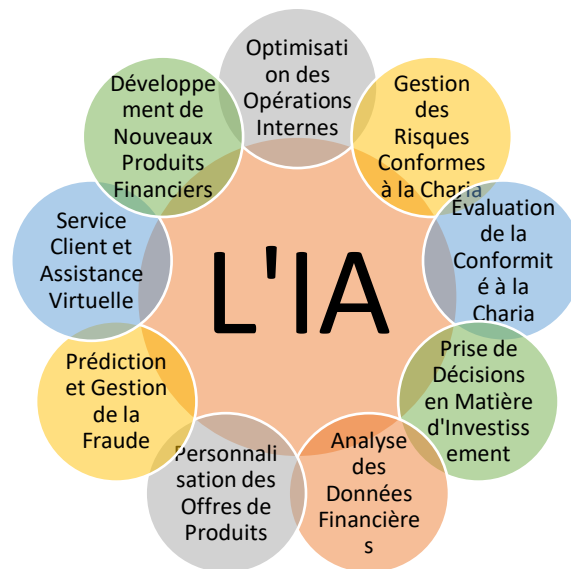 Optimisati
on des
Opérations
Internes
Gestion
des
Risques
Conformes
à la Charia
Évaluation
de la
Conformit
é à la
Charia
Prise de
Décisions
en Matière
d'Investiss
ement
Analyse
des
Données
Financière
s
Personnali
sation des
Offres de
Produits
Prédiction
et Gestion
de la
Fraude
Service
Client et
Assistance
Virtuelle
Développe
ment de
Nouveaux
Produits
Financiers
L'IA